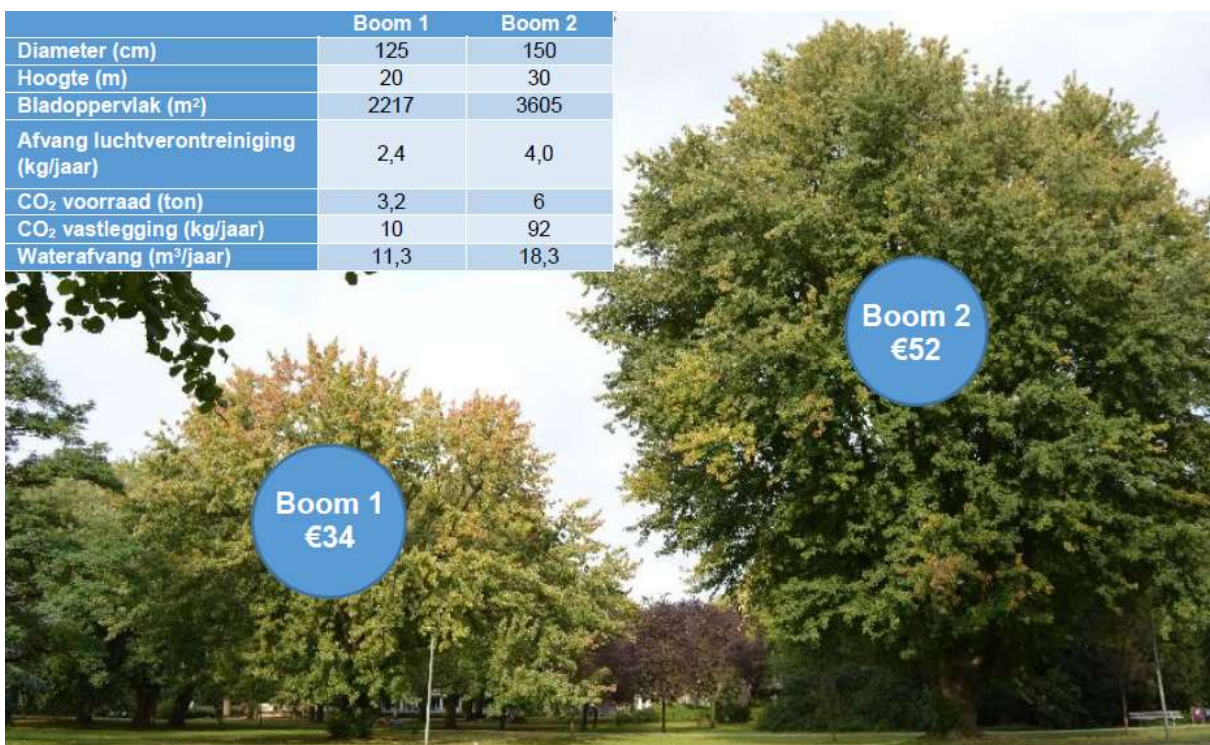 Boom 1 Boom 2
Diameter (cm) 125 150
Hoogte (m) 20 30
Bladoppervlak (m²) 2217 3605
Afvang luchtverontreiniging
(kg/jaar) 2,4 4,0
CO₂ voorraad (ton) 3,2 6
CO₂ vastlegging (kg/jaar) 10 92
Waterafvang (m³/jaar) 11,3 18,3
Boom 2
€52
Boom 1
€34